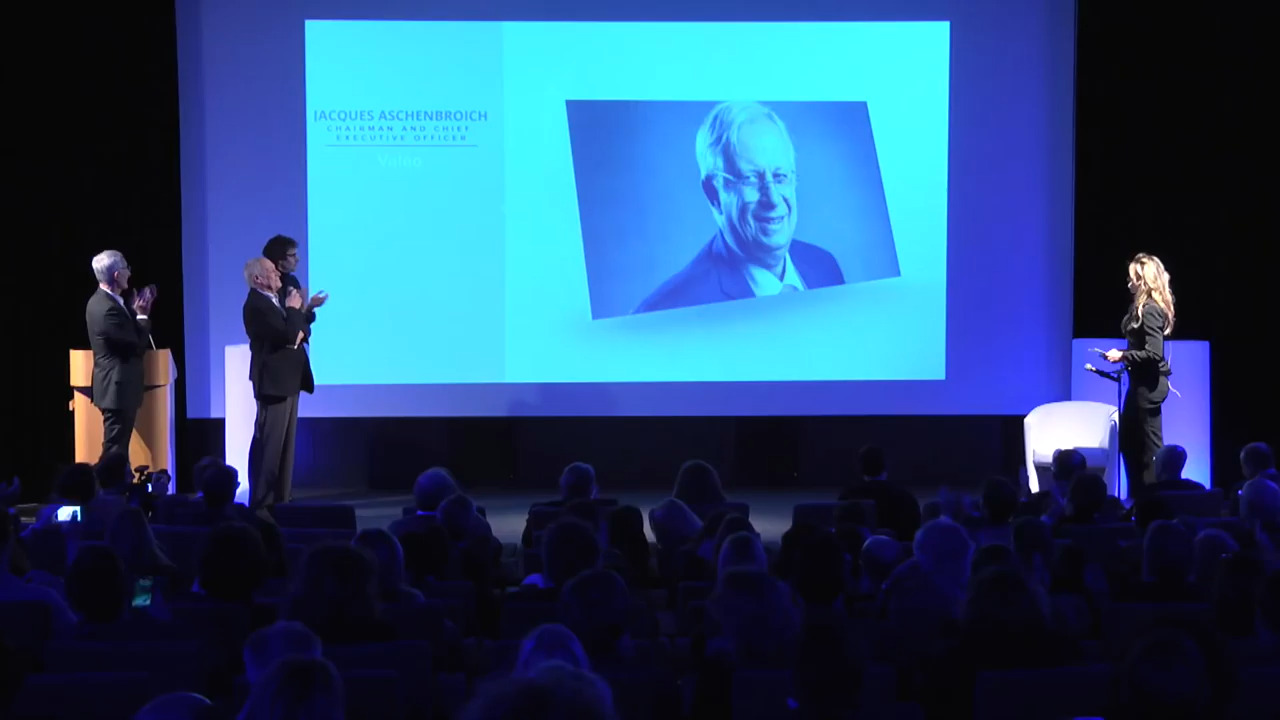 JACQUES ASCHENBROICH
CHAIRMAN AND CHIEF
EXECUTIVE OFFICER
Valeo